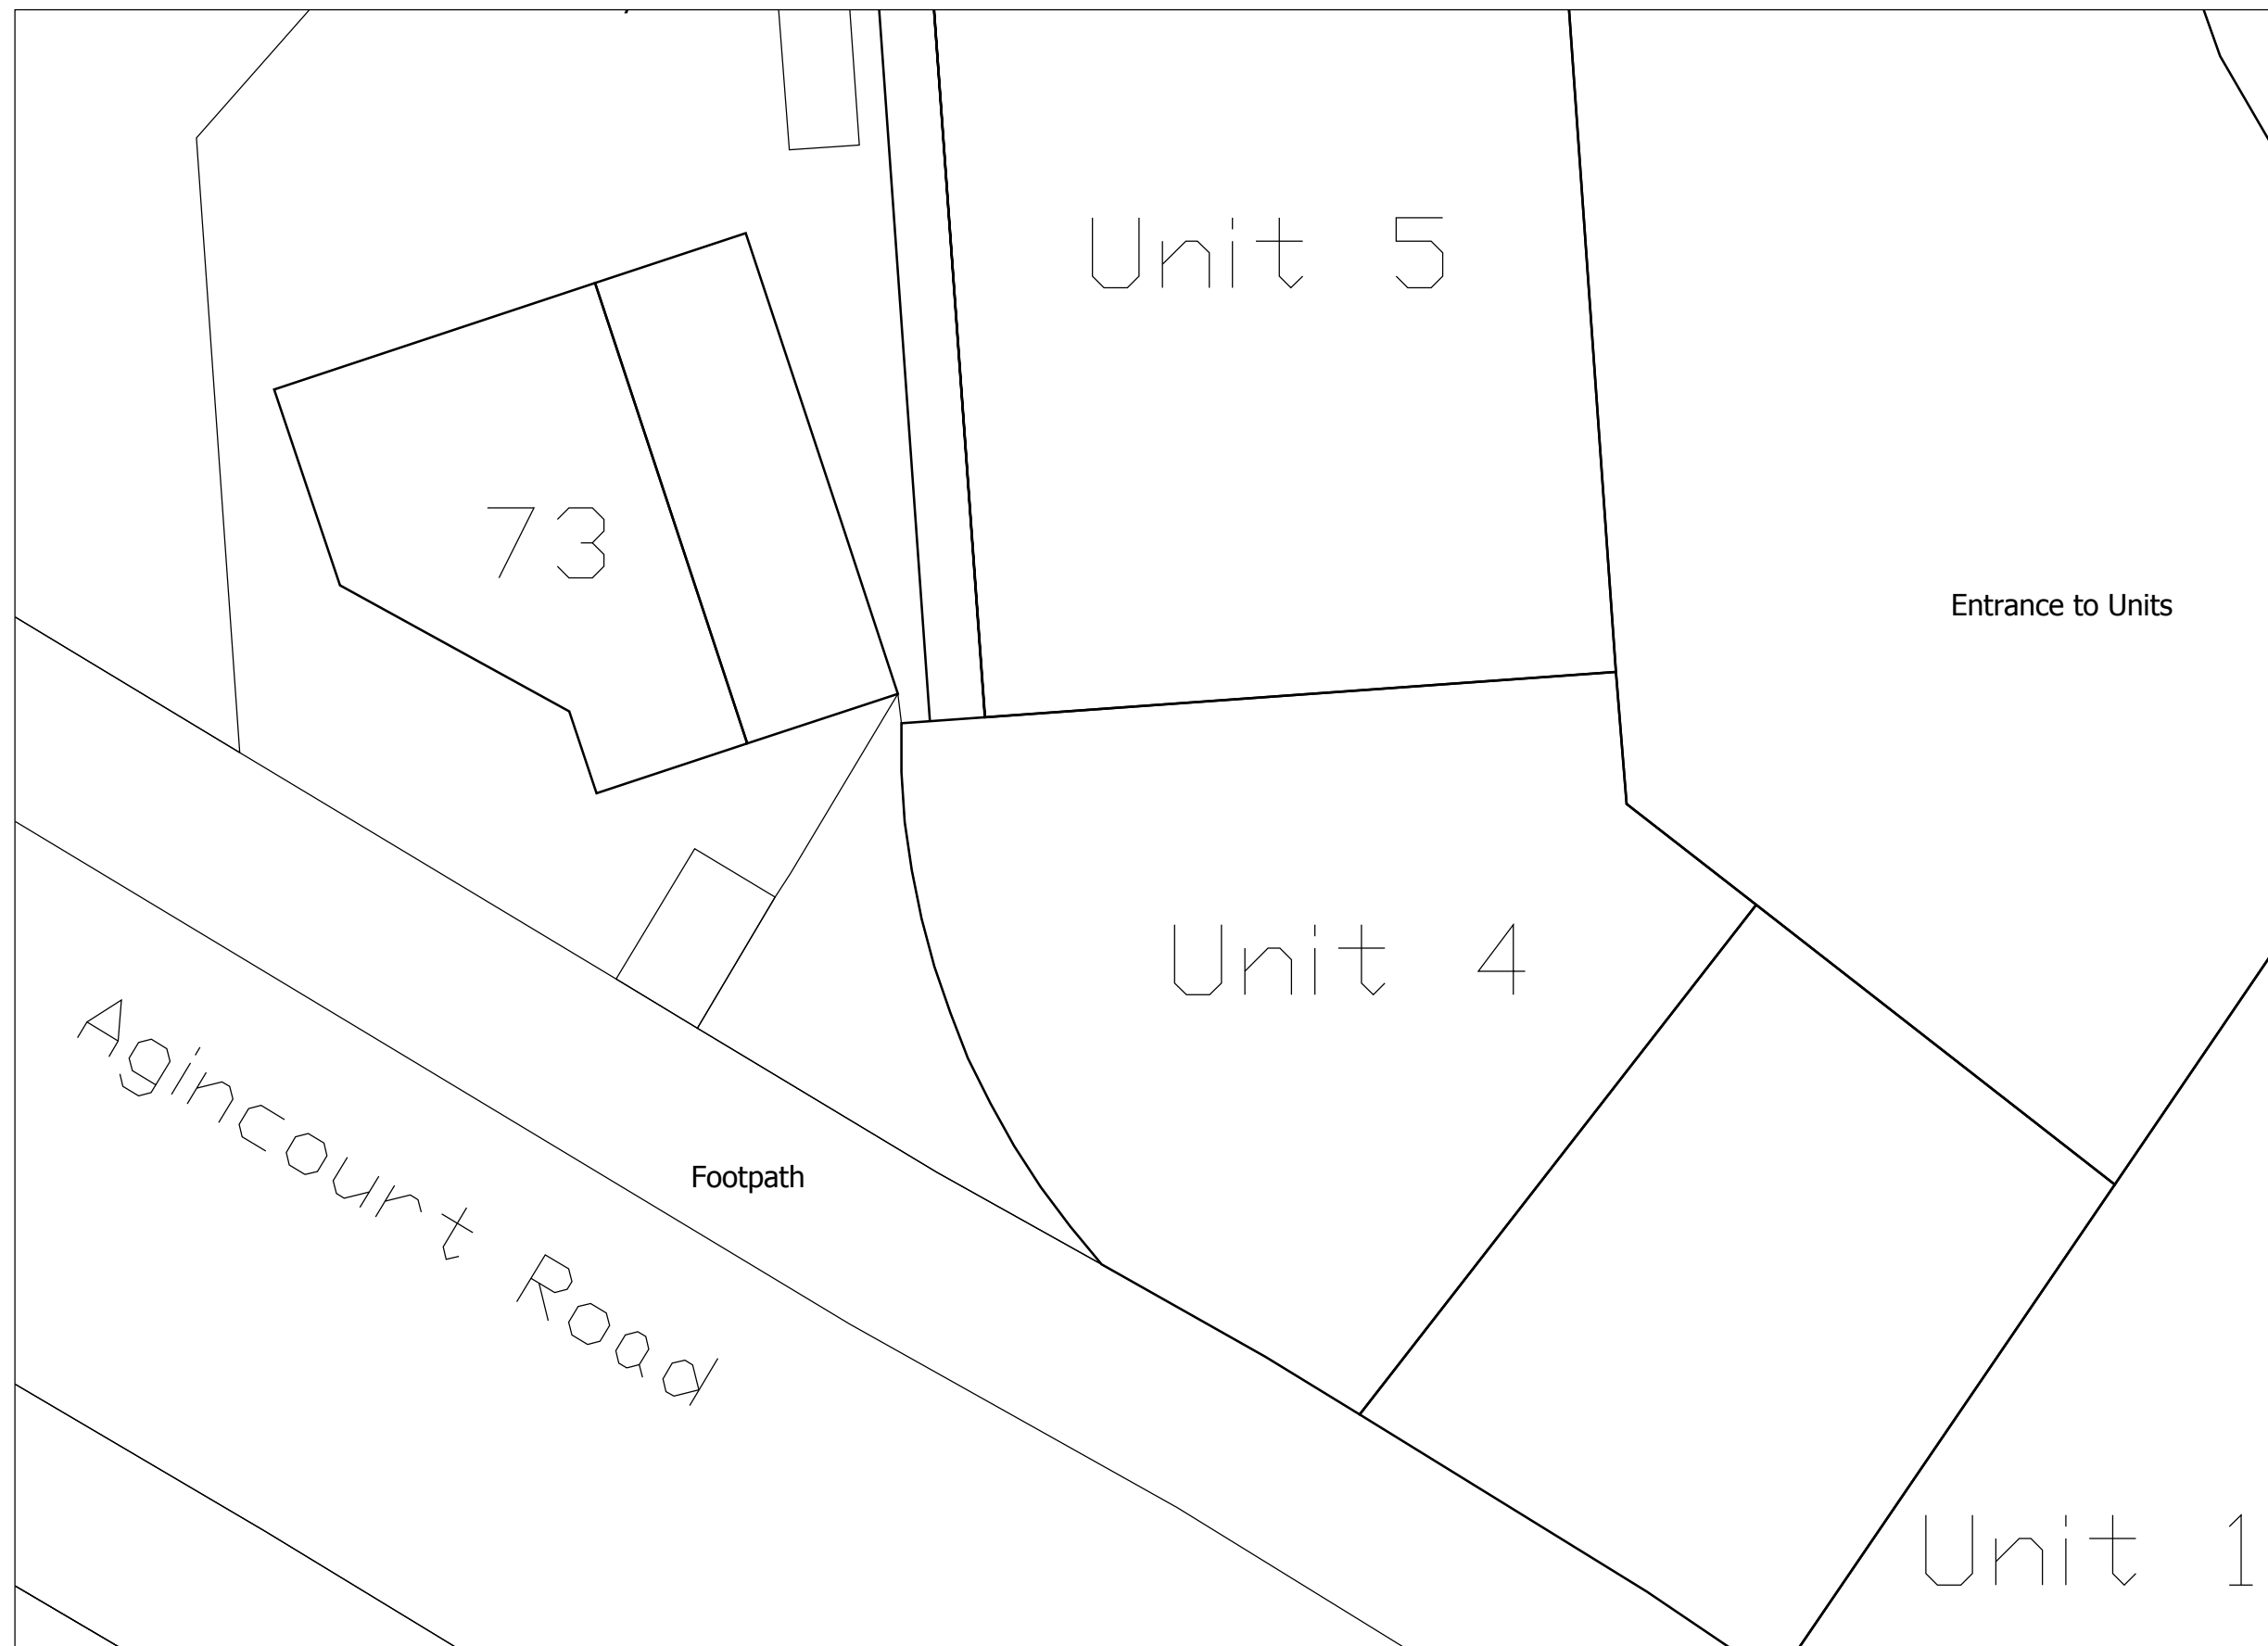 Unit 5
73
Entrance to Units
Unit 4
Agincourt Road
Footpath
Unit 1